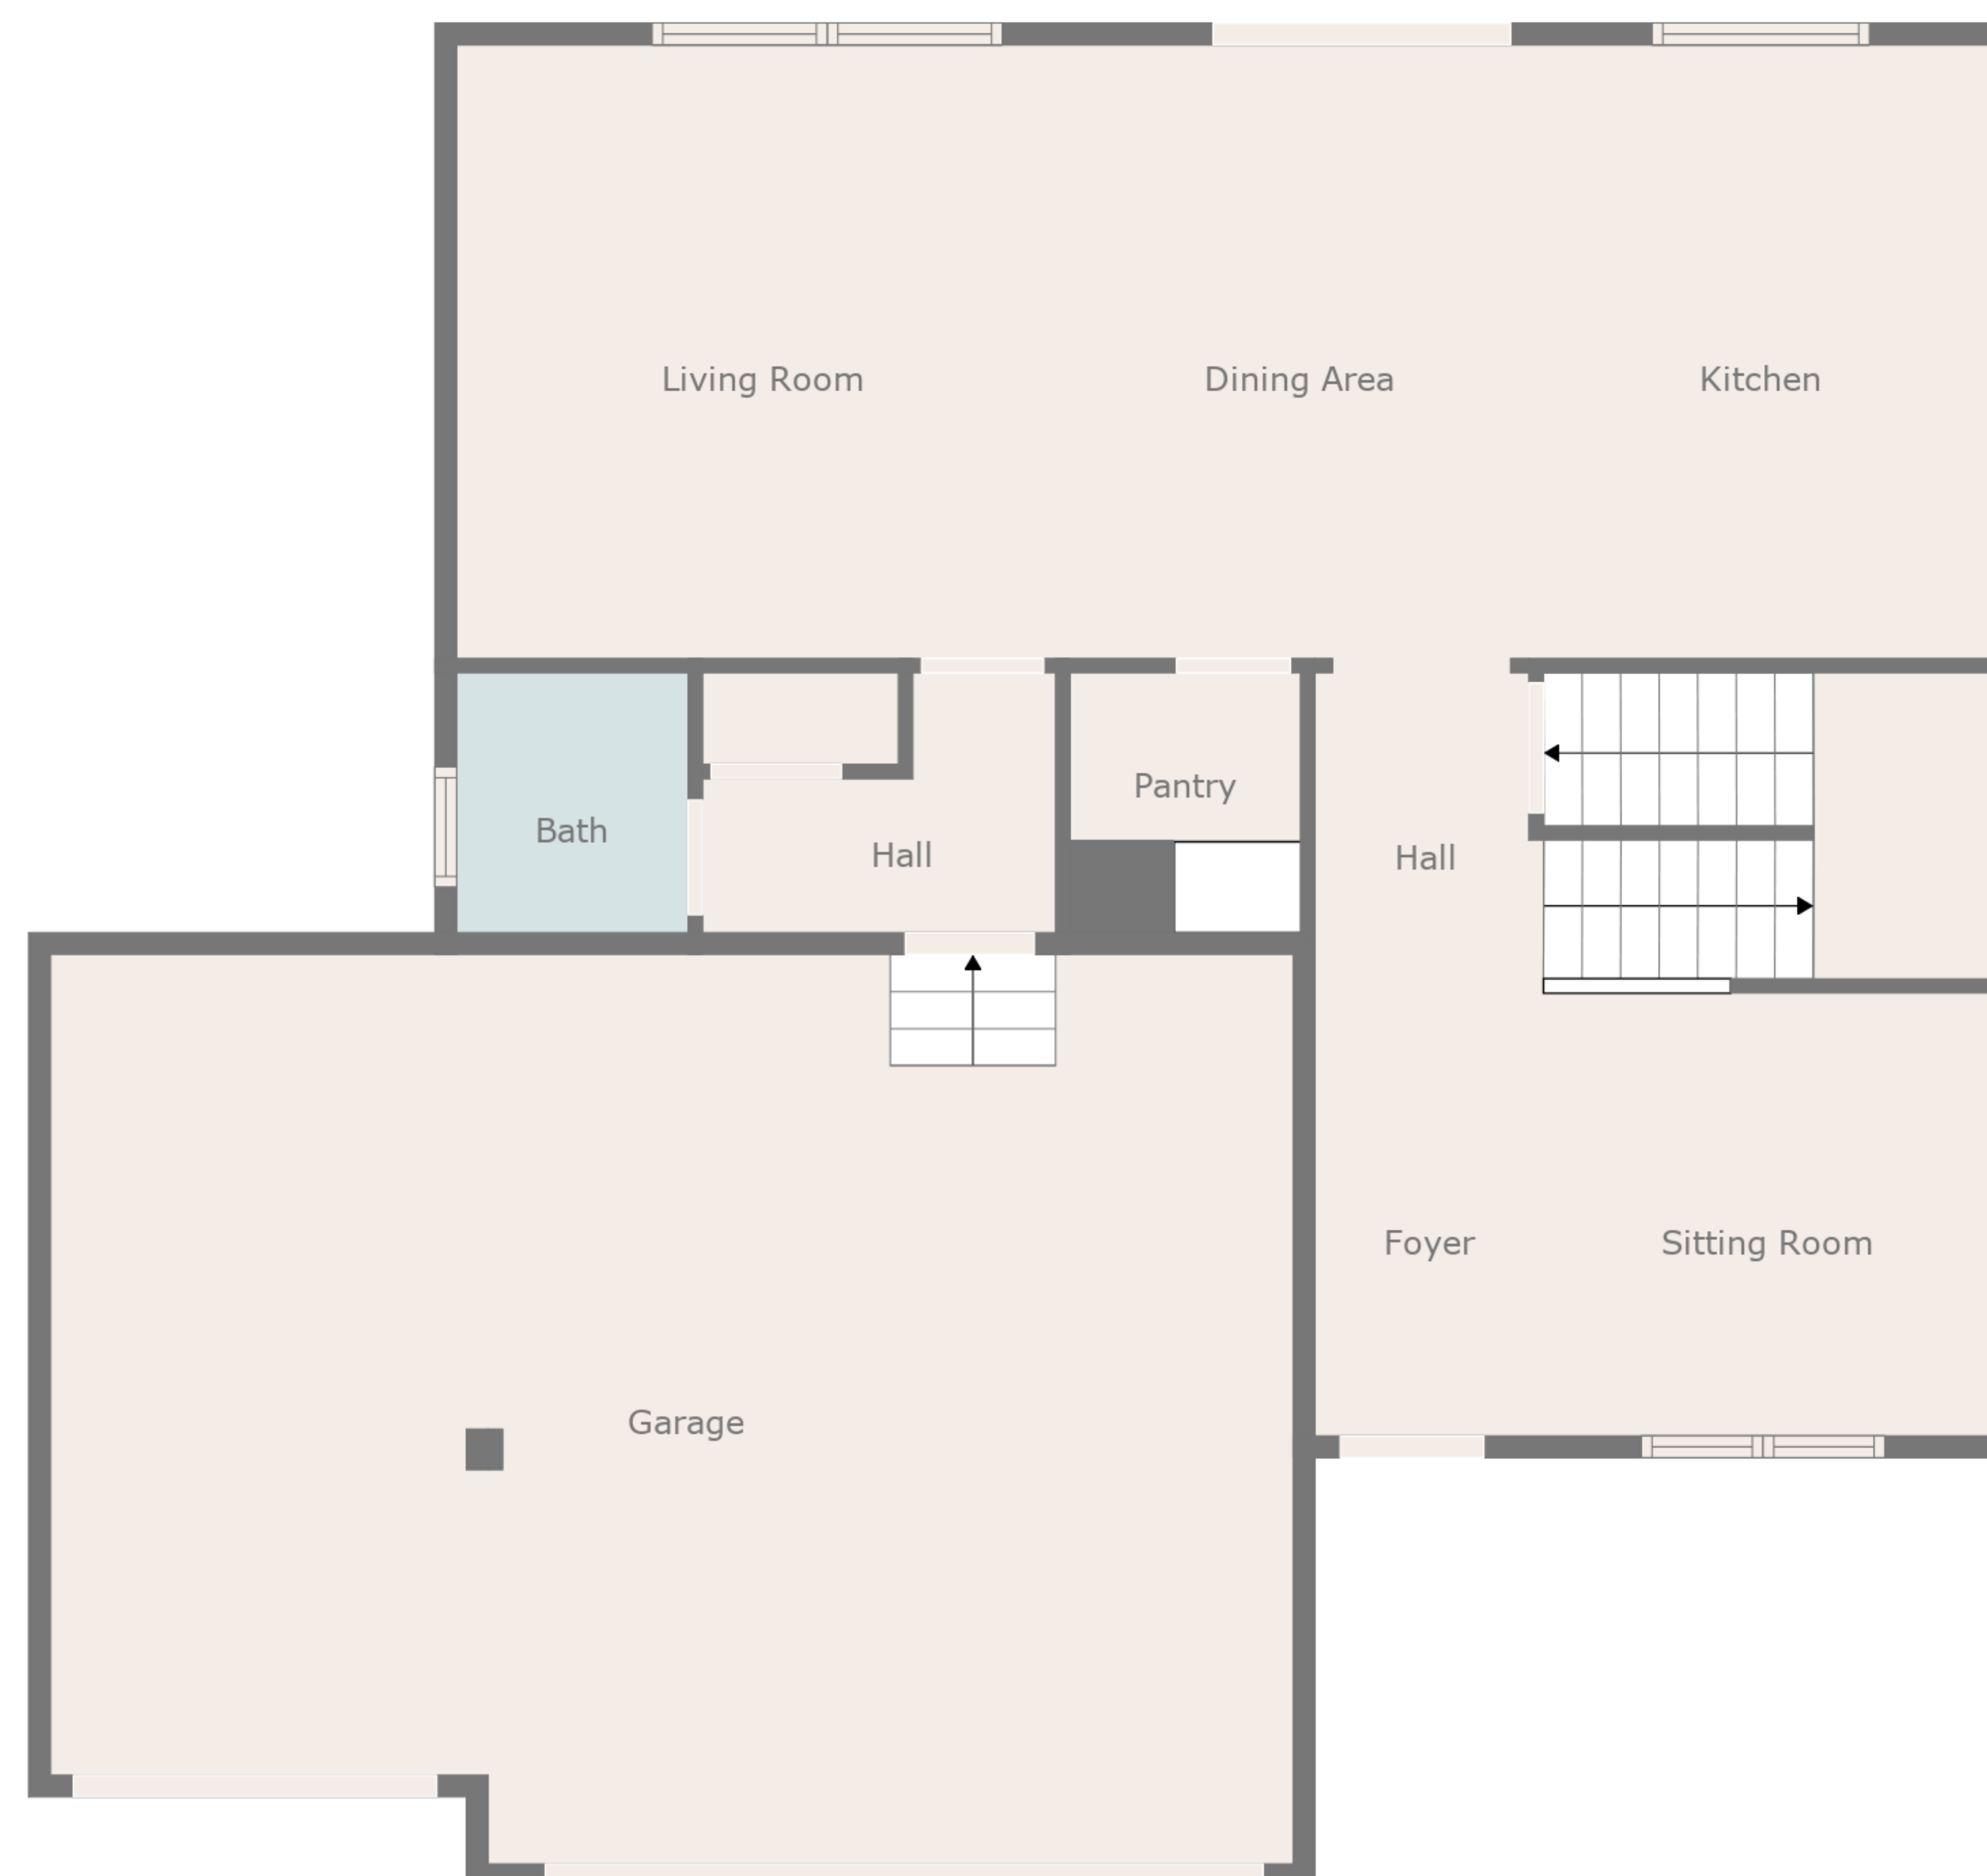 Living Room
Dining Area
Kitchen
Pantry
Bath
Hall
Hall
Foyer
Sitting Room
Garage